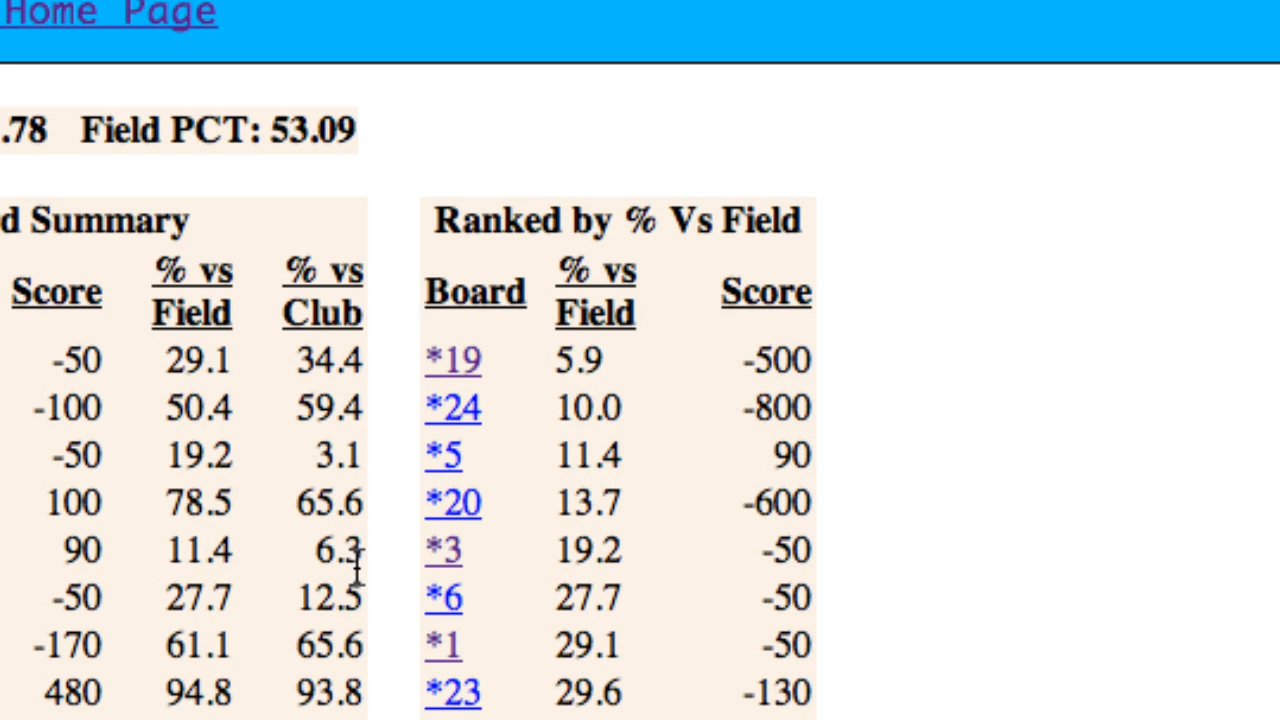 Home Page
.78 Field PCT: 53.09
d Summary
Score % vs Field % vs Club
-50 29.1 34.4
-100 50.4 59.4
-50 19.2 3.1
100 78.5 65.6
90 11.4 6.3
-50 27.7 12.5
-170 61.1 65.6
480 94.8 93.8
Ranked by % Vs Field
Board % vs Field Score
*19 5.9 -500
*24 10.0 -800
*5 11.4 90
*20 13.7 -600
*3 19.2 -50
*6 27.7 -50
*1 29.1 -50
*23 29.6 -130